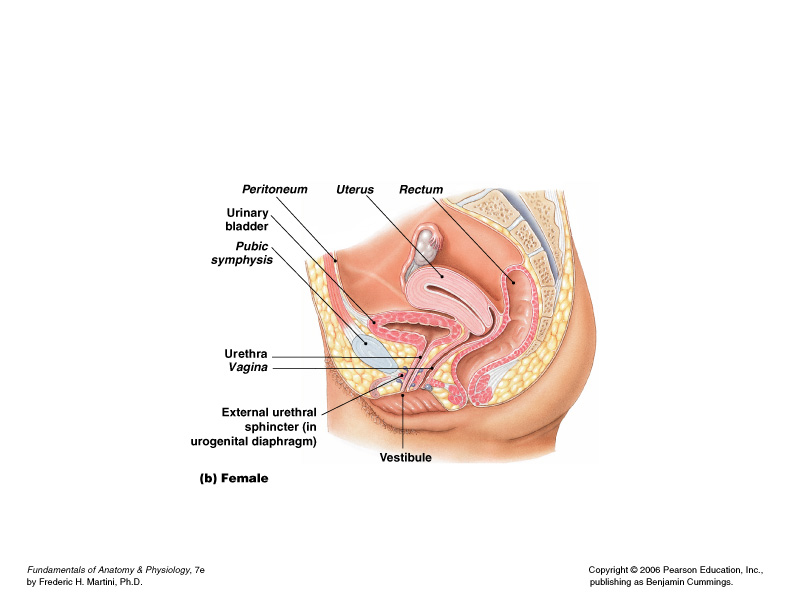 Peritoneum
Uterus
Rectum
Urinary
bladder
Pubic
symphysis
Urethra
Vagina
External urethral
sphincter (in
urogenital diaphragm)
Vestibule
(b) Female
Fundamentals of Anatomy & Physiology, 7e
by Frederic H. Martini, Ph.D.
Copyright © 2006 Pearson Education, Inc.,
publishing as Benjamin Cummings.